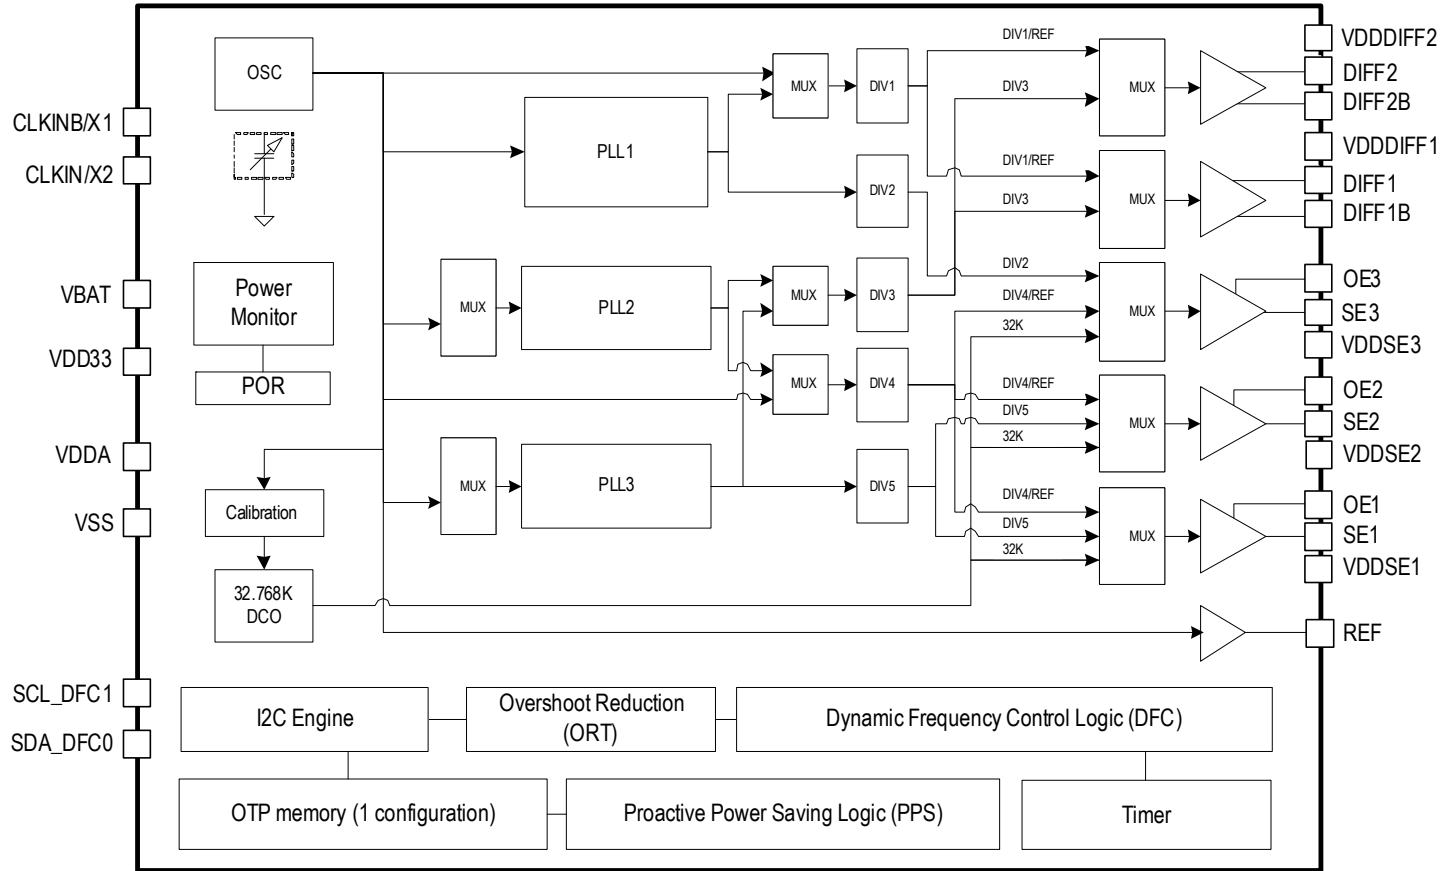 VDDDIFF2
DIV1/REF
OSC
DIFF2
MUX
DIV1
DIV3
MUX
DIFF2B
CLKINB/X1
PLL1
VDDDIFF1
CLKIN/X2
DIV1/REF
DIFF1
DIV2
DIV3
MUX
DIFF1B
DIV2
OE3
Power
Monitor
VBAT
MUX
PLL2
MUX
DIV3
DIV4/REF
MUX
SE3
32K
VDDSE3
VDD33
POR
MUX
DIV4
DIV4/REF
OE2
DIV5
MUX
SE2
32K
VDDSE2
VDDA
MUX
PLL3
DIV5
DIV4/REF
OE1
Calibration
VSS
DIV5
MUX
SE1
32K
VDDSE1
32.768K
DCO
REF
SCL_DFC1
I2C Engine
Overshoot Reduction
(ORT)
Dynamic Frequency Control Logic (DFC)
SDA_DFC0
OTP memory (1 configuration)
Proactive Power Saving Logic (PPS)
Timer